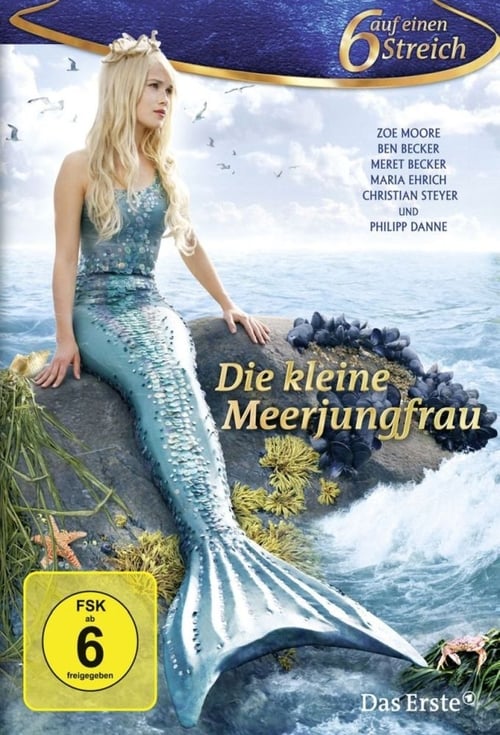 6 auf einen
Streich
ZOE MOORE
BEN BECKER
MERET BECKER
MARIA EHRICH
CHRISTIAN STEYER
UND
PHILIPP DANNE
Die kleine
Meerjungfrau
FSK
ab
6
freigegeben
Das Erste